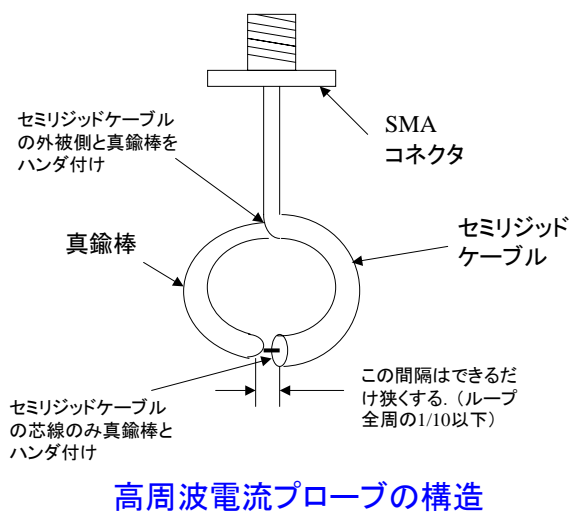 セミリジッドケーブル
の外被側と真鍮棒を
ハンダ付け
SMA
コネクタ
真鍮棒
セミリジッド
ケーブル
この間隔はできるだ
け狭くする.（ループ
全周の1/10以下）
セミリジッドケーブル
の芯線のみ真鍮棒と
ハンダ付け
高周波電流プローブの構造